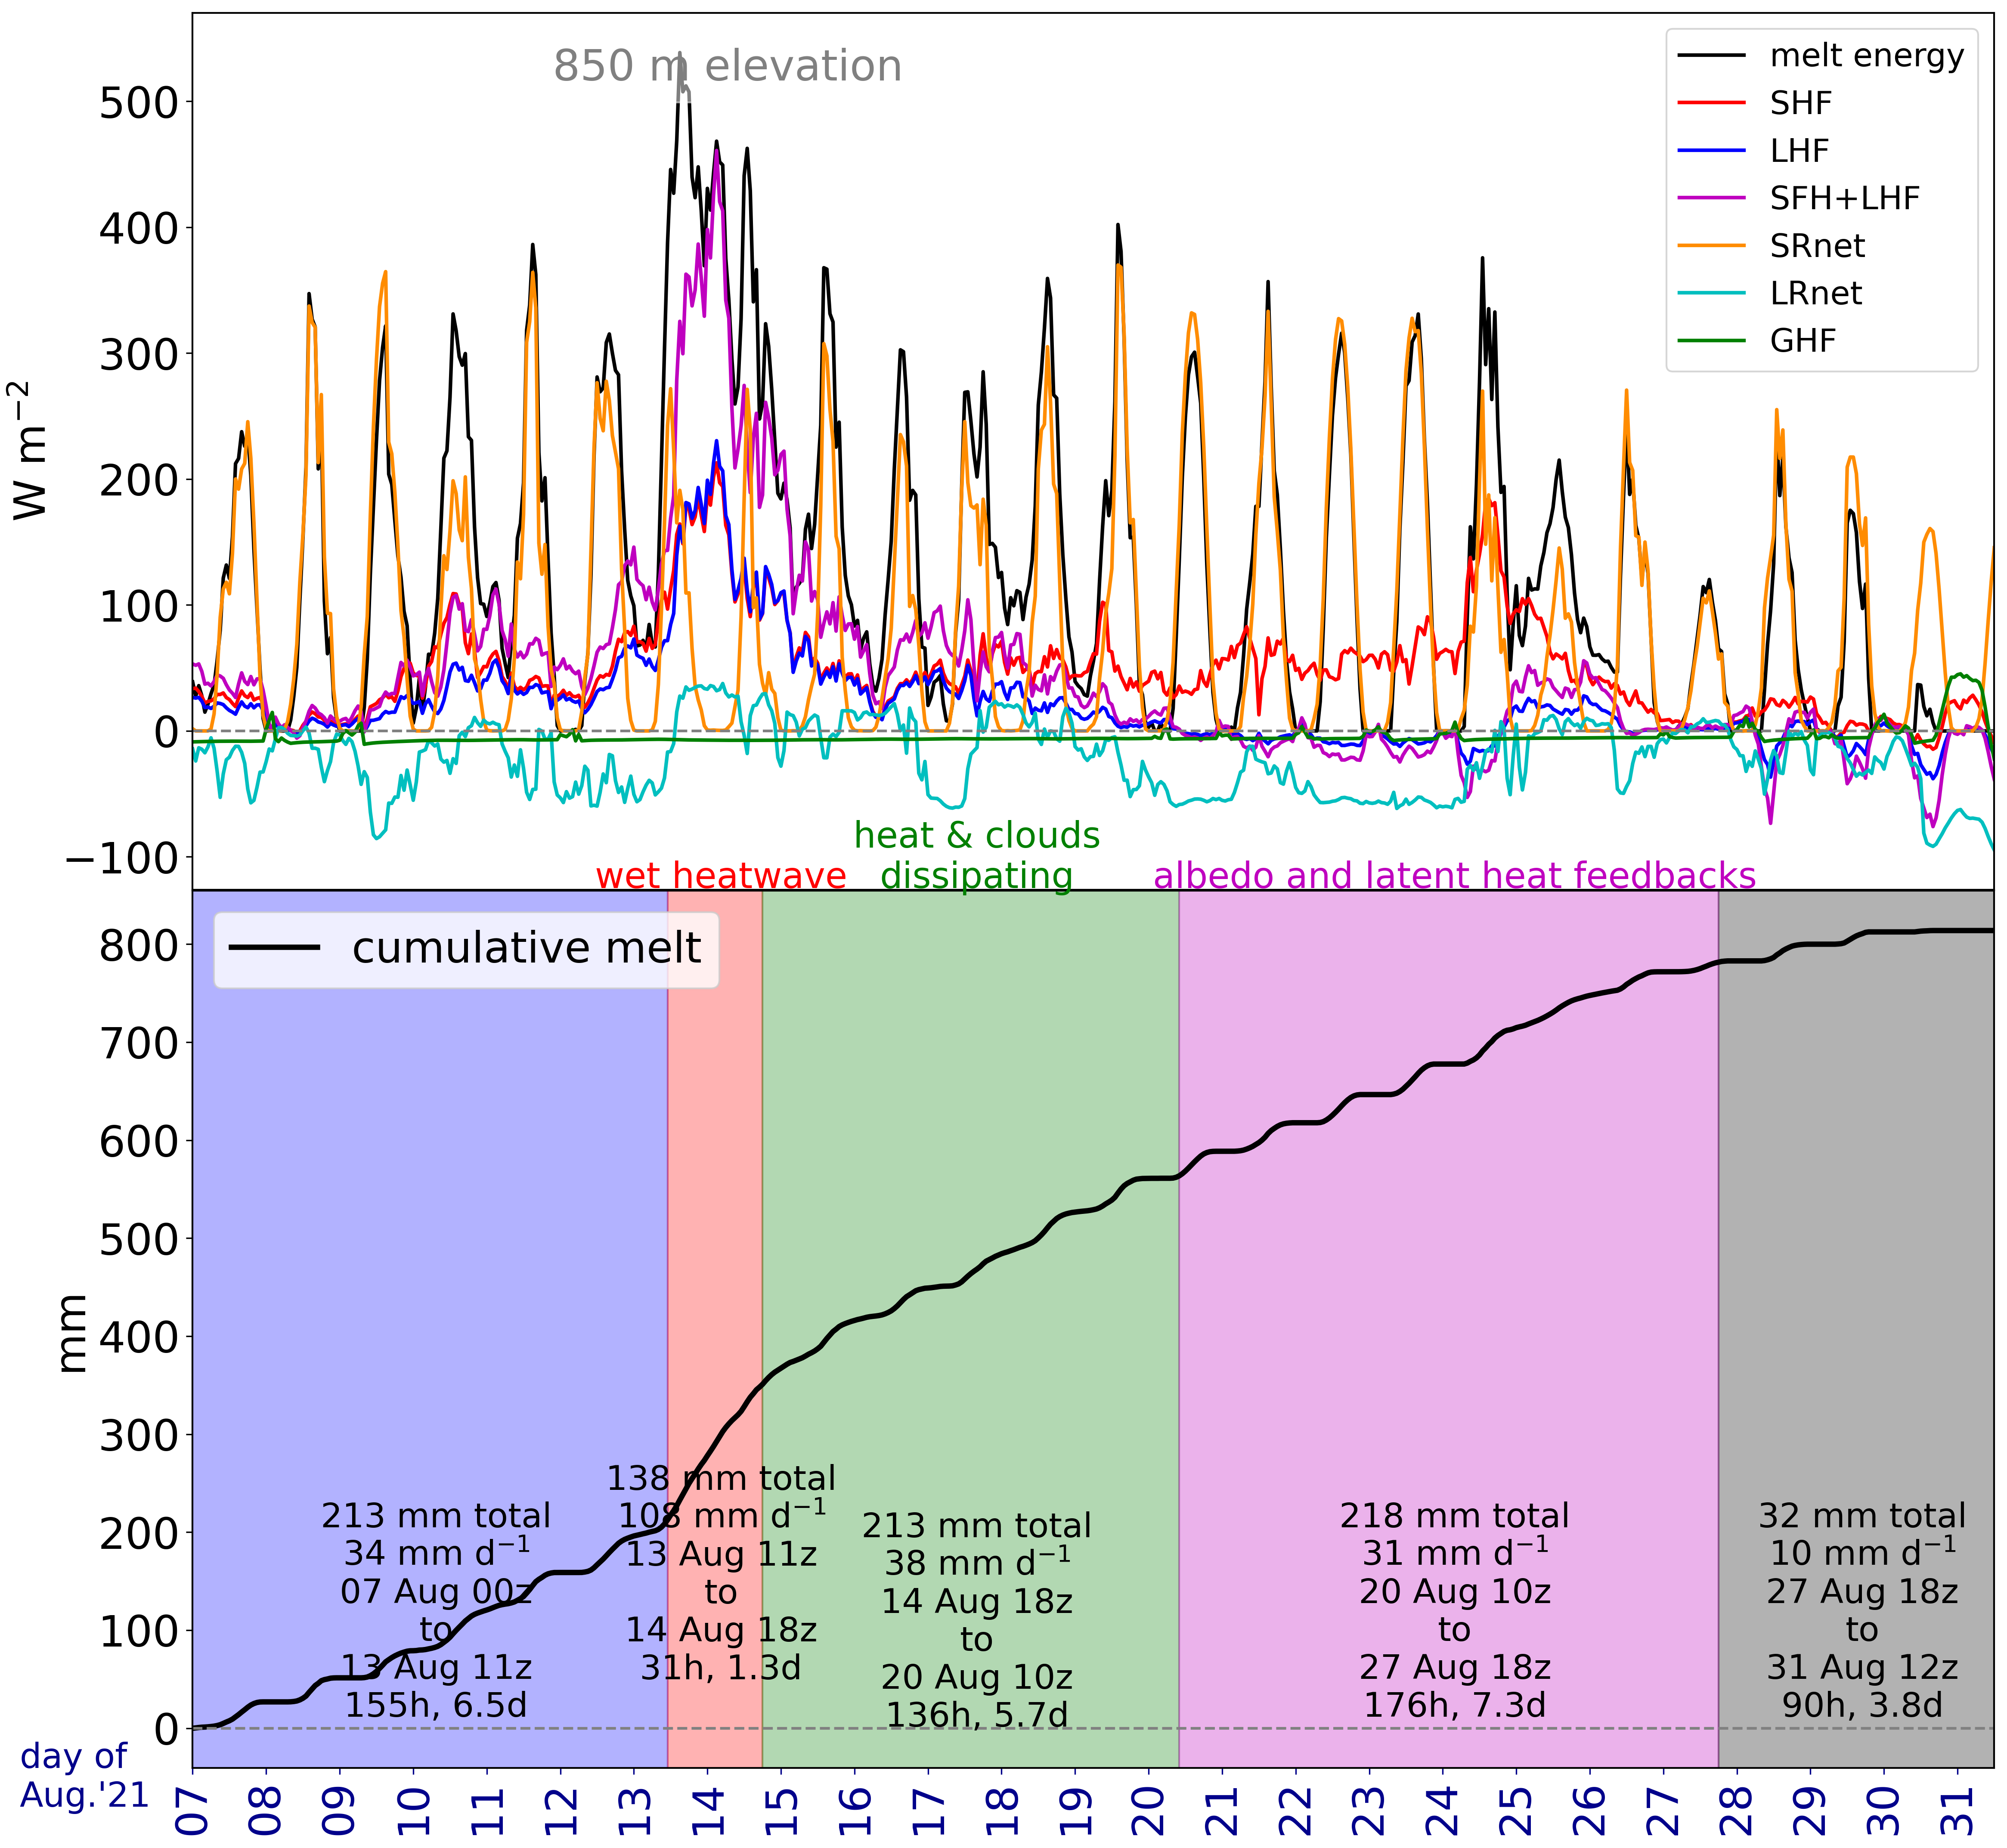 850 m elevation
melt energy
SHF
LHF
SFH+LHF
SRnet
LRnet
GHF
500
400
300
200
100
0
−100
W m⁻²
heat & clouds
dissipating
wet heatwave
albedo and latent heat feedbacks
cumulative melt
800
700
600
500
400
300
200
100
0
mm
213 mm total
34 mm d⁻¹
07 Aug 00z
to
13 Aug 11z
155h, 6.5d
138 mm total
108 mm d⁻¹
13 Aug 11z
to
14 Aug 18z
31h, 1.3d
213 mm total
38 mm d⁻¹
14 Aug 18z
to
20 Aug 10z
136h, 5.7d
218 mm total
31 mm d⁻¹
20 Aug 10z
to
27 Aug 18z
176h, 7.3d
32 mm total
10 mm d⁻¹
27 Aug 18z
to
31 Aug 12z
90h, 3.8d
day of
Aug.'21
07 08 09 10 11 12 13 14 15 16 17 18 19 20 21 22 23 24 25 26 27 28 29 30 31